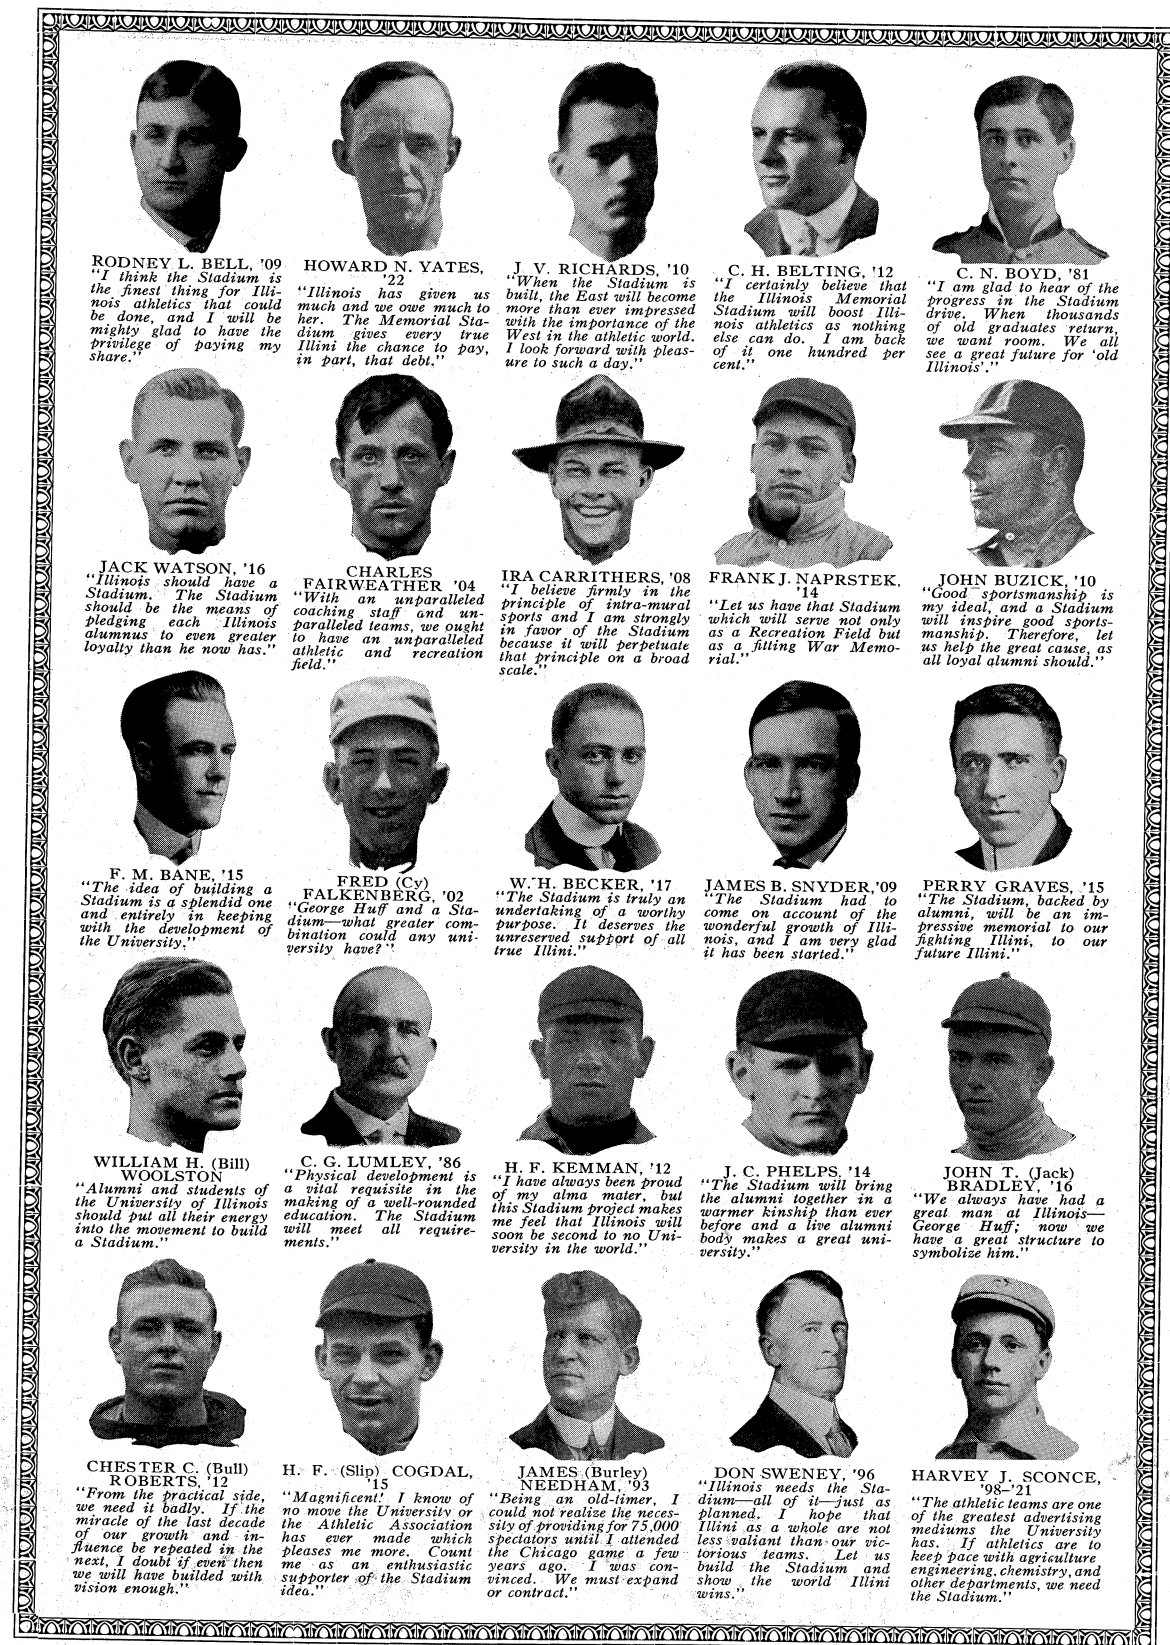 RODNEY L. BELL, '09
"I think the Stadium is
the finest thing for Illi-
nois athletics that could
be done, and I will be
mighty glad to have the
privilege of paying my
share."
HOWARD N. YATES,
'22
"Illinois has given us
much and we owe much to
her. The Memorial Sta-
dium gives every true
Illini the chance to pay,
in part, that debt."
J. V. RICHARDS, '10
"When the Stadium is
built, the East will become
more than ever impressed
with the importance of the
West in the athletic world.
I look forward with pleas-
ure to such a day."
C. H. BELTING, '12
"I certainly believe that
the Illinois Memorial
Stadium will boost Illi-
nois athletics as nothing
else can do. I am back
of it one hundred per
cent."
C. N. BOYD, '81
"I am glad to hear of the
progress in the Stadium
drive. When thousands
of old graduates return,
we want room. We all
see a great future for 'old
Illinois'."
JACK WATSON, '16
"Illinois should have a
Stadium. The Stadium
should be the means of
pledging each Illinois
alumnus to even greater
loyalty than he now has."
CHARLES
FAIRWEATHER '04
"With an unparalleled
coaching staff and un-
paralleled teams, we ought
to have an unparalleled
athletic and recreation
field."
IRA CARRITHERS, '08
"I believe firmly in the
principle of intra-mural
sports and I am strongly
in favor of the Stadium
because it will perpetuate
that principle on a broad
scale."
FRANK J. NAPRSTEK,
'14
"Let us have that Stadium
which will serve not only
as a Recreation Field but
as a fitting War Memo-
rial."
JOHN BUZICK, '10
"Good sportsmanship is
my ideal, and a Stadium
will inspire good sports-
manship. Therefore, let
us help the great cause, as
all loyal alumni should."
F. M. BANE, '15
"The idea of building a
Stadium is a splendid one
and entirely in keeping
with the development of
the University."
FRED (Cy)
FALKENBERG, '02
"George Huff and a Sta-
dium—what greater com-
bination could any uni-
versity have?"
W. H. BECKER, '17
"The Stadium is truly an
undertaking of a worthy
purpose. It deserves the
unreserved support of all
true Illini."
JAMES B. SNYDER, '09
"The Stadium had to
come on account of the
wonderful growth of Illi-
nois, and I am very glad
it has been started."
PERRY GRAVES, '15
"The Stadium, backed by
alumni, will be an im-
pressive memorial to our
fighting Illini, to our
future Illini."
WILLIAM H. (Bill)
WOOLSTON
"Alumni and students of
the University of Illinois
should put all their energy
into the movement to build
a Stadium."
C. G. LUMLEY, '86
"Physical development is
a vital requisite in the
making of a well-rounded
education. The Stadium
will meet all require-
ments."
H. F. KEMMAN, '12
"I have always been proud
of my alma mater, but
this Stadium project makes
me feel that Illinois will
soon be second to no Uni-
versity in the world."
J. C. PHELPS, '14
"The Stadium will bring
the alumni together in a
warmer kinship than ever
before and a live alumni
body makes a great uni-
versity."
JOHN T. (Jack)
BRADLEY, '16
"We always have had a
great man at Illinois—
George Huff; now we
have a great structure to
symbolize him."
CHESTER C. (Bull)
ROBERTS, '12
"From the practical side,
we need it badly. If the
miracle of the last decade
of our growth and in-
fluence be repeated in the
next, I doubt if even then
we will have builded with
vision enough."
H. F. (Slip) COGDAL,
'15
"Magnificent! I know of
no move the University or
the Athletic Association
has ever made which
pleases me more. Count
me as an enthusiastic
supporter of the Stadium
idea."
JAMES (Burley)
NEEDHAM, '93
"Being an old-timer, I
could not realize the neces-
sity of providing for 75,000
spectators until I attended
the Chicago game a few
years ago. I was con-
vinced. We must expand
or contract."
DON SWENEY, '96
"Illinois needs the Sta-
dium—all of it—just as
planned. I hope that
Illini as a whole are not
less valiant than our vic-
torious teams. Let us
build the Stadium and
show the world Illini
wins."
HARVEY J. SCONCE,
'98-'21
"The athletic teams are one
of the greatest advertising
mediums the University
has. If athletics are to
keep pace with agriculture
engineering, chemistry, and
other departments, we need
the Stadium."